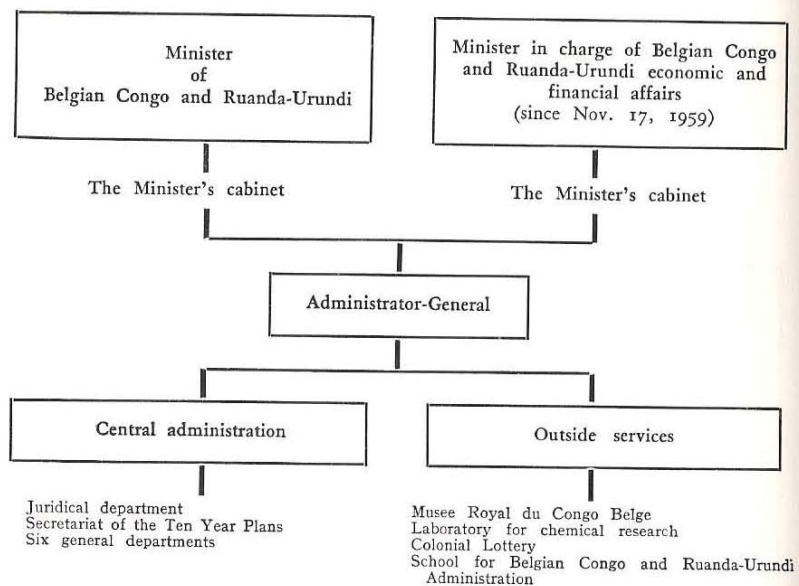 Minister
of
Belgian Congo and Ruanda-Urundi
Minister in charge of Belgian Congo
and Ruanda-Urundi economic and
financial affairs
(since Nov. 17, 1959)
The Minister's cabinet
The Minister's cabinet
Administrator-General
Central administration
Outside services
Juridical department
Secretariat of the Ten Year Plans
Six general departments
Musee Royal du Congo Belge
Laboratory for chemical research
Colonial Lottery
School for Belgian Congo and Ruanda-Urundi
Administration